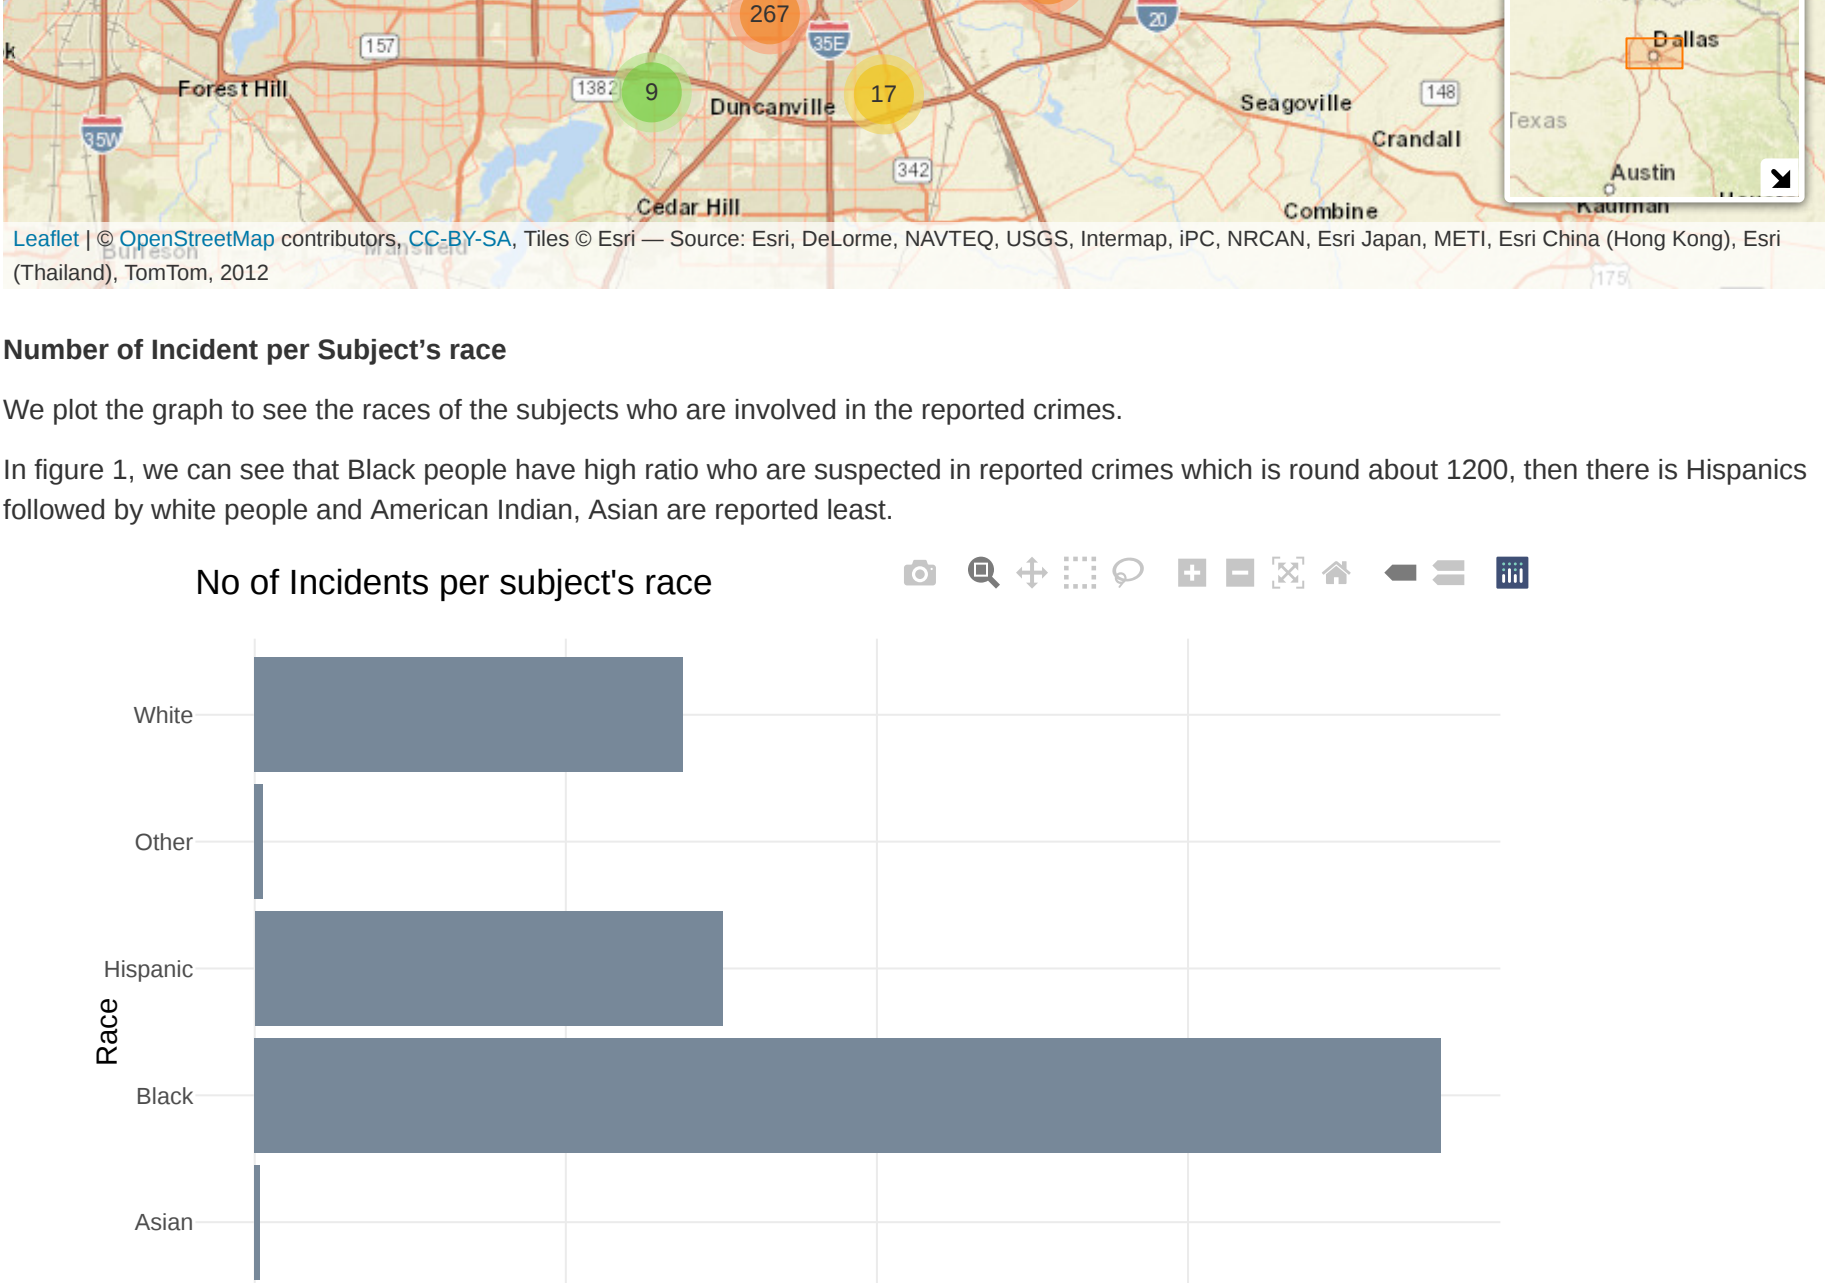 267
35E
20
Dallas
k
157
Forest Hill
1382
9
Duncanville
17
Seagoville
148
Texas
35W
Crandall
342
Austin
Cedar Hill
Combine
Kaufman
Leaflet | © OpenStreetMap contributors, CC-BY-SA, Tiles © Esri — Source: Esri, DeLorme, NAVTEQ, USGS, Intermap, iPC, NRCAN, Esri Japan, METI, Esri China (Hong Kong), Esri
Burleson
Mansfield
(Thailand), TomTom, 2012
175
Number of Incident per Subject’s race
We plot the graph to see the races of the subjects who are involved in the reported crimes.
In figure 1, we can see that Black people have high ratio who are suspected in reported crimes which is round about 1200, then there is Hispanics
followed by white people and American Indian, Asian are reported least.
No of Incidents per subject's race
White
Other
Hispanic
Race
Black
Asian